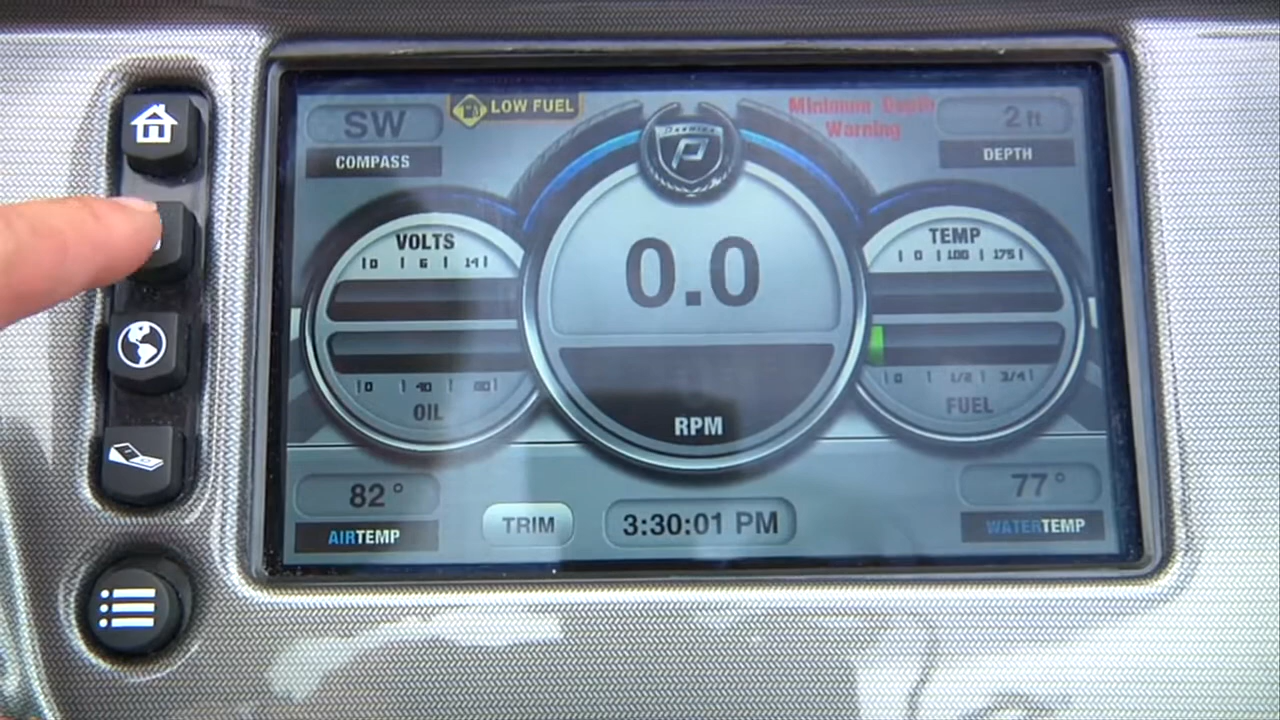 SW
COMPASS
LOW FUEL
Minimum Depth
Warning
2 ft
DEPTH
P
VOLTS
0 6 14
0.0
TEMP
0 100 175
0 40 80
OIL
RPM
0 1/2 3/4
FUEL
82°
AIRTEMP
TRIM
3:30:01 PM
77°
WATERTEMP